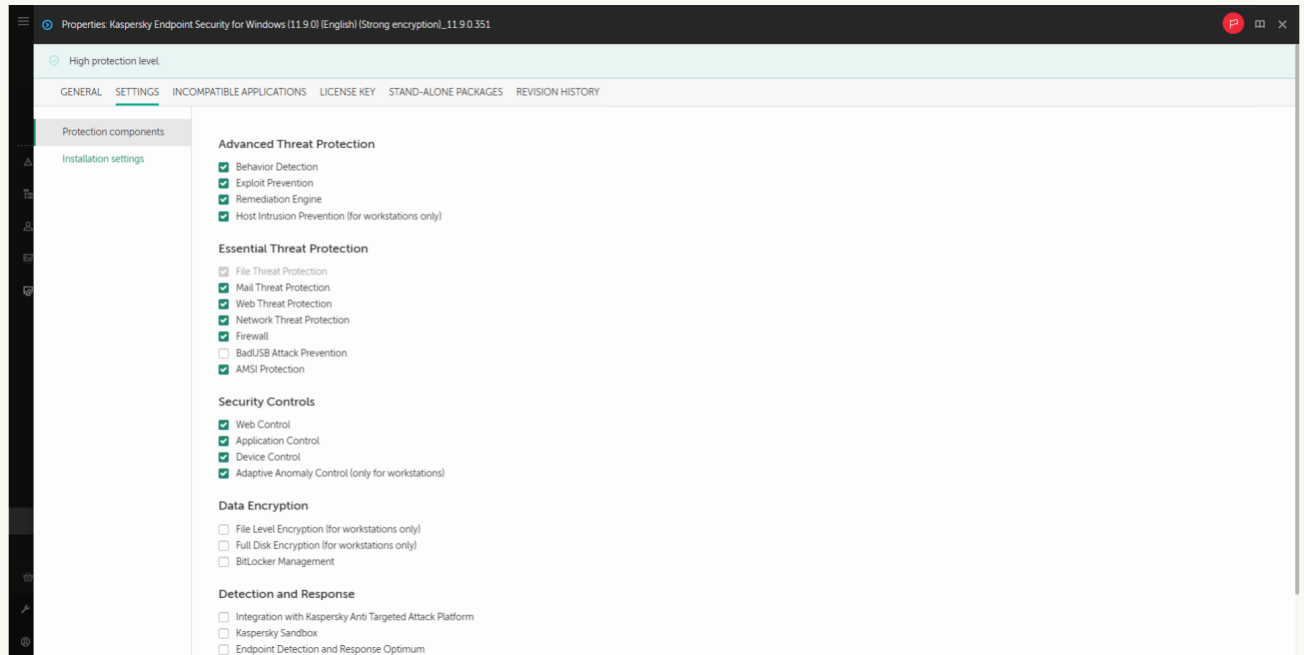 Properties: Kaspersky Endpoint Security for Windows (11.9.0) (English) (Strong encryption)_11.9.0.351
High protection level.
GENERAL SETTINGS INCOMPATIBLE APPLICATIONS LICENSE KEY STAND-ALONE PACKAGES REVISION HISTORY
Protection components
Installation settings
Advanced Threat Protection
Behavior Detection
Exploit Prevention
Remediation Engine
Host Intrusion Prevention (for workstations only)
Essential Threat Protection
File Threat Protection
Mail Threat Protection
Web Threat Protection
Network Threat Protection
Firewall
BadUSB Attack Prevention
AMSI Protection
Security Controls
Web Control
Application Control
Device Control
Adaptive Anomaly Control (only for workstations)
Data Encryption
File Level Encryption (for workstations only)
Full Disk Encryption (for workstations only)
BitLocker Management
Detection and Response
Integration with Kaspersky Anti Targeted Attack Platform
Kaspersky Sandbox
Endpoint Detection and Response Optimum